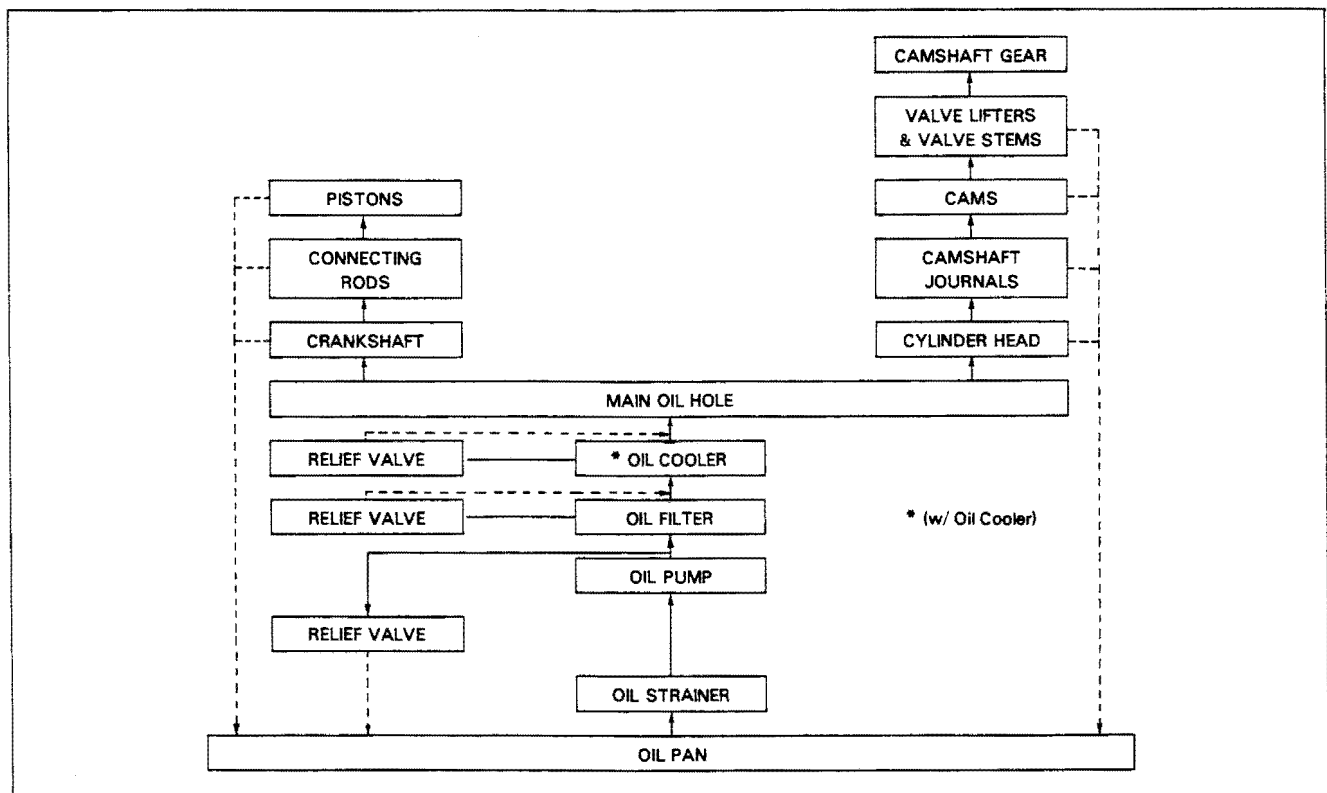 CAMSHAFT GEAR
VALVE LIFTERS
& VALVE STEMS
PISTONS
CAMS
CONNECTING
RODS
CAMSHAFT
JOURNALS
CRANKSHAFT
CYLINDER HEAD
MAIN OIL HOLE
RELIEF VALVE
* OIL COOLER
RELIEF VALVE
OIL FILTER
* (w/ Oil Cooler)
OIL PUMP
RELIEF VALVE
OIL STRAINER
OIL PAN